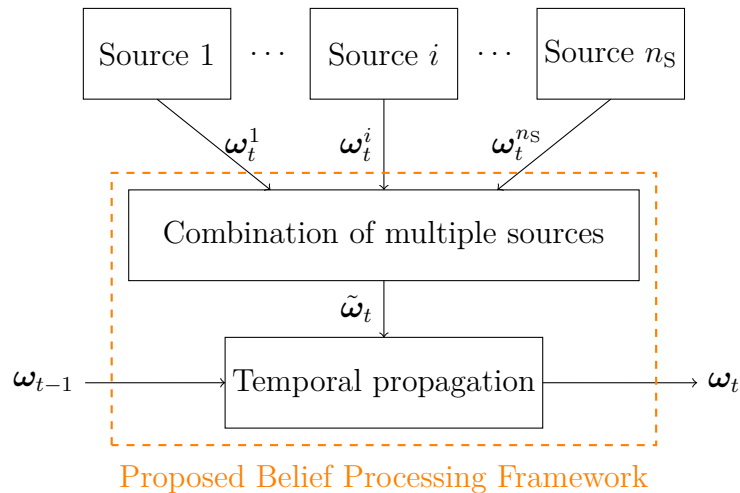 Source 1 ··· Source i ··· Source n_S
ω_t^1 ω_t^i ω_t^{n_S}
Combination of multiple sources
ω̃_t
ω_{t−1} Temporal propagation ω_t
Proposed Belief Processing Framework